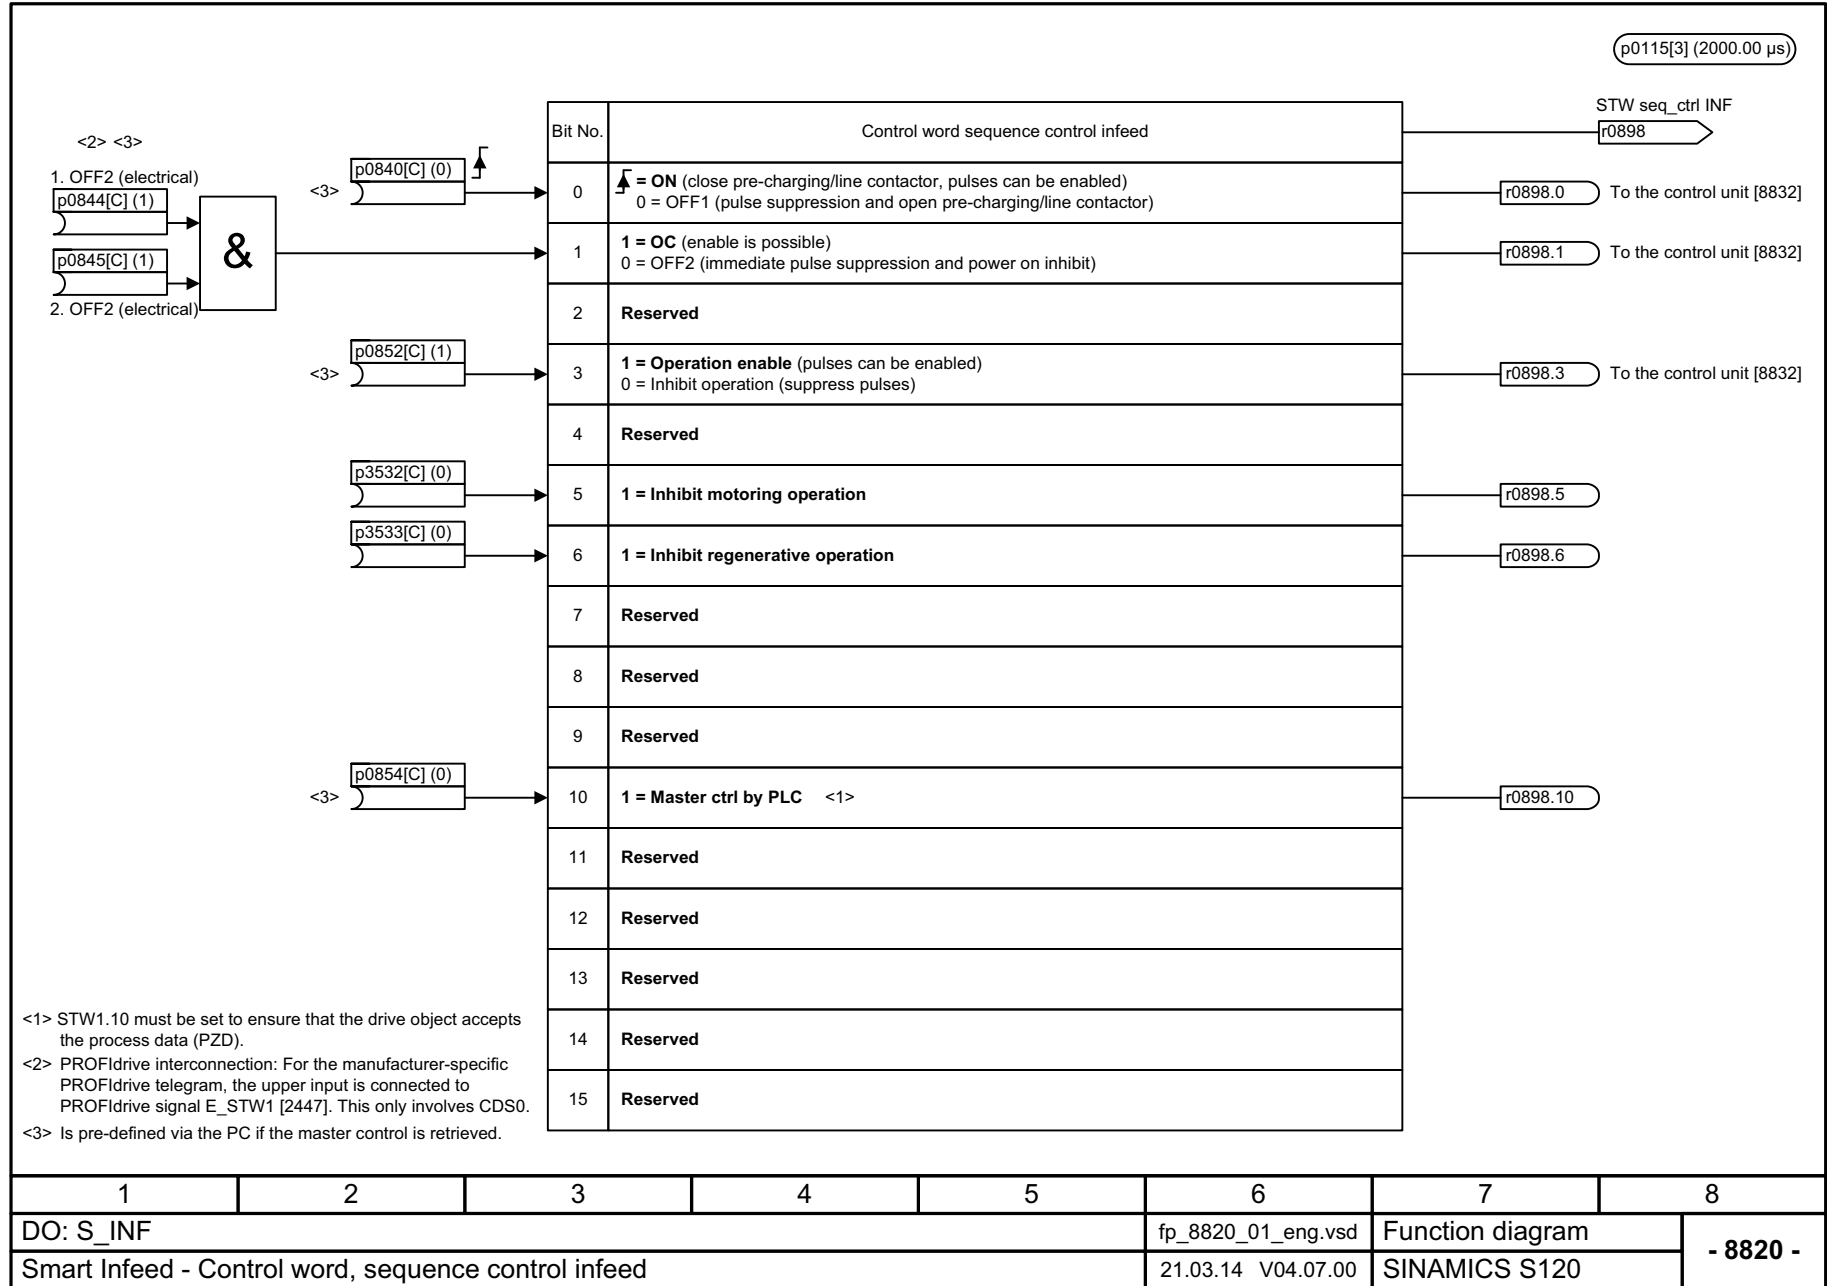 p0115[3] (2000.00 µs)
STW seq_ctrl INF
r0898
Bit No.
Control word sequence control infeed
<2> <3>
1. OFF2 (electrical)
p0844[C] (1)
p0845[C] (1)
2. OFF2 (electrical)
&
<3>
p0840[C] (0)
0
= ON (close pre-charging/line contactor, pulses can be enabled)
0 = OFF1 (pulse suppression and open pre-charging/line contactor)
r0898.0
To the control unit [8832]
1
1 = OC (enable is possible)
0 = OFF2 (immediate pulse suppression and power on inhibit)
r0898.1
To the control unit [8832]
2
Reserved
<3>
p0852[C] (1)
3
1 = Operation enable (pulses can be enabled)
0 = Inhibit operation (suppress pulses)
r0898.3
To the control unit [8832]
4
Reserved
p3532[C] (0)
5
1 = Inhibit motoring operation
r0898.5
p3533[C] (0)
6
1 = Inhibit regenerative operation
r0898.6
7
Reserved
8
Reserved
9
Reserved
<3>
p0854[C] (0)
10
1 = Master ctrl by PLC <1>
r0898.10
11
Reserved
12
Reserved
13
Reserved
14
Reserved
15
Reserved
<1> STW1.10 must be set to ensure that the drive object accepts
the process data (PZD).
<2> PROFIdrive interconnection: For the manufacturer-specific
PROFIdrive telegram, the upper input is connected to
PROFIdrive signal E_STW1 [2447]. This only involves CDS0.
<3> Is pre-defined via the PC if the master control is retrieved.
1 2 3 4 5 6 7 8
DO: S_INF
fp_8820_01_eng.vsd
Function diagram
- 8820 -
Smart Infeed - Control word, sequence control infeed
21.03.14 V04.07.00
SINAMICS S120